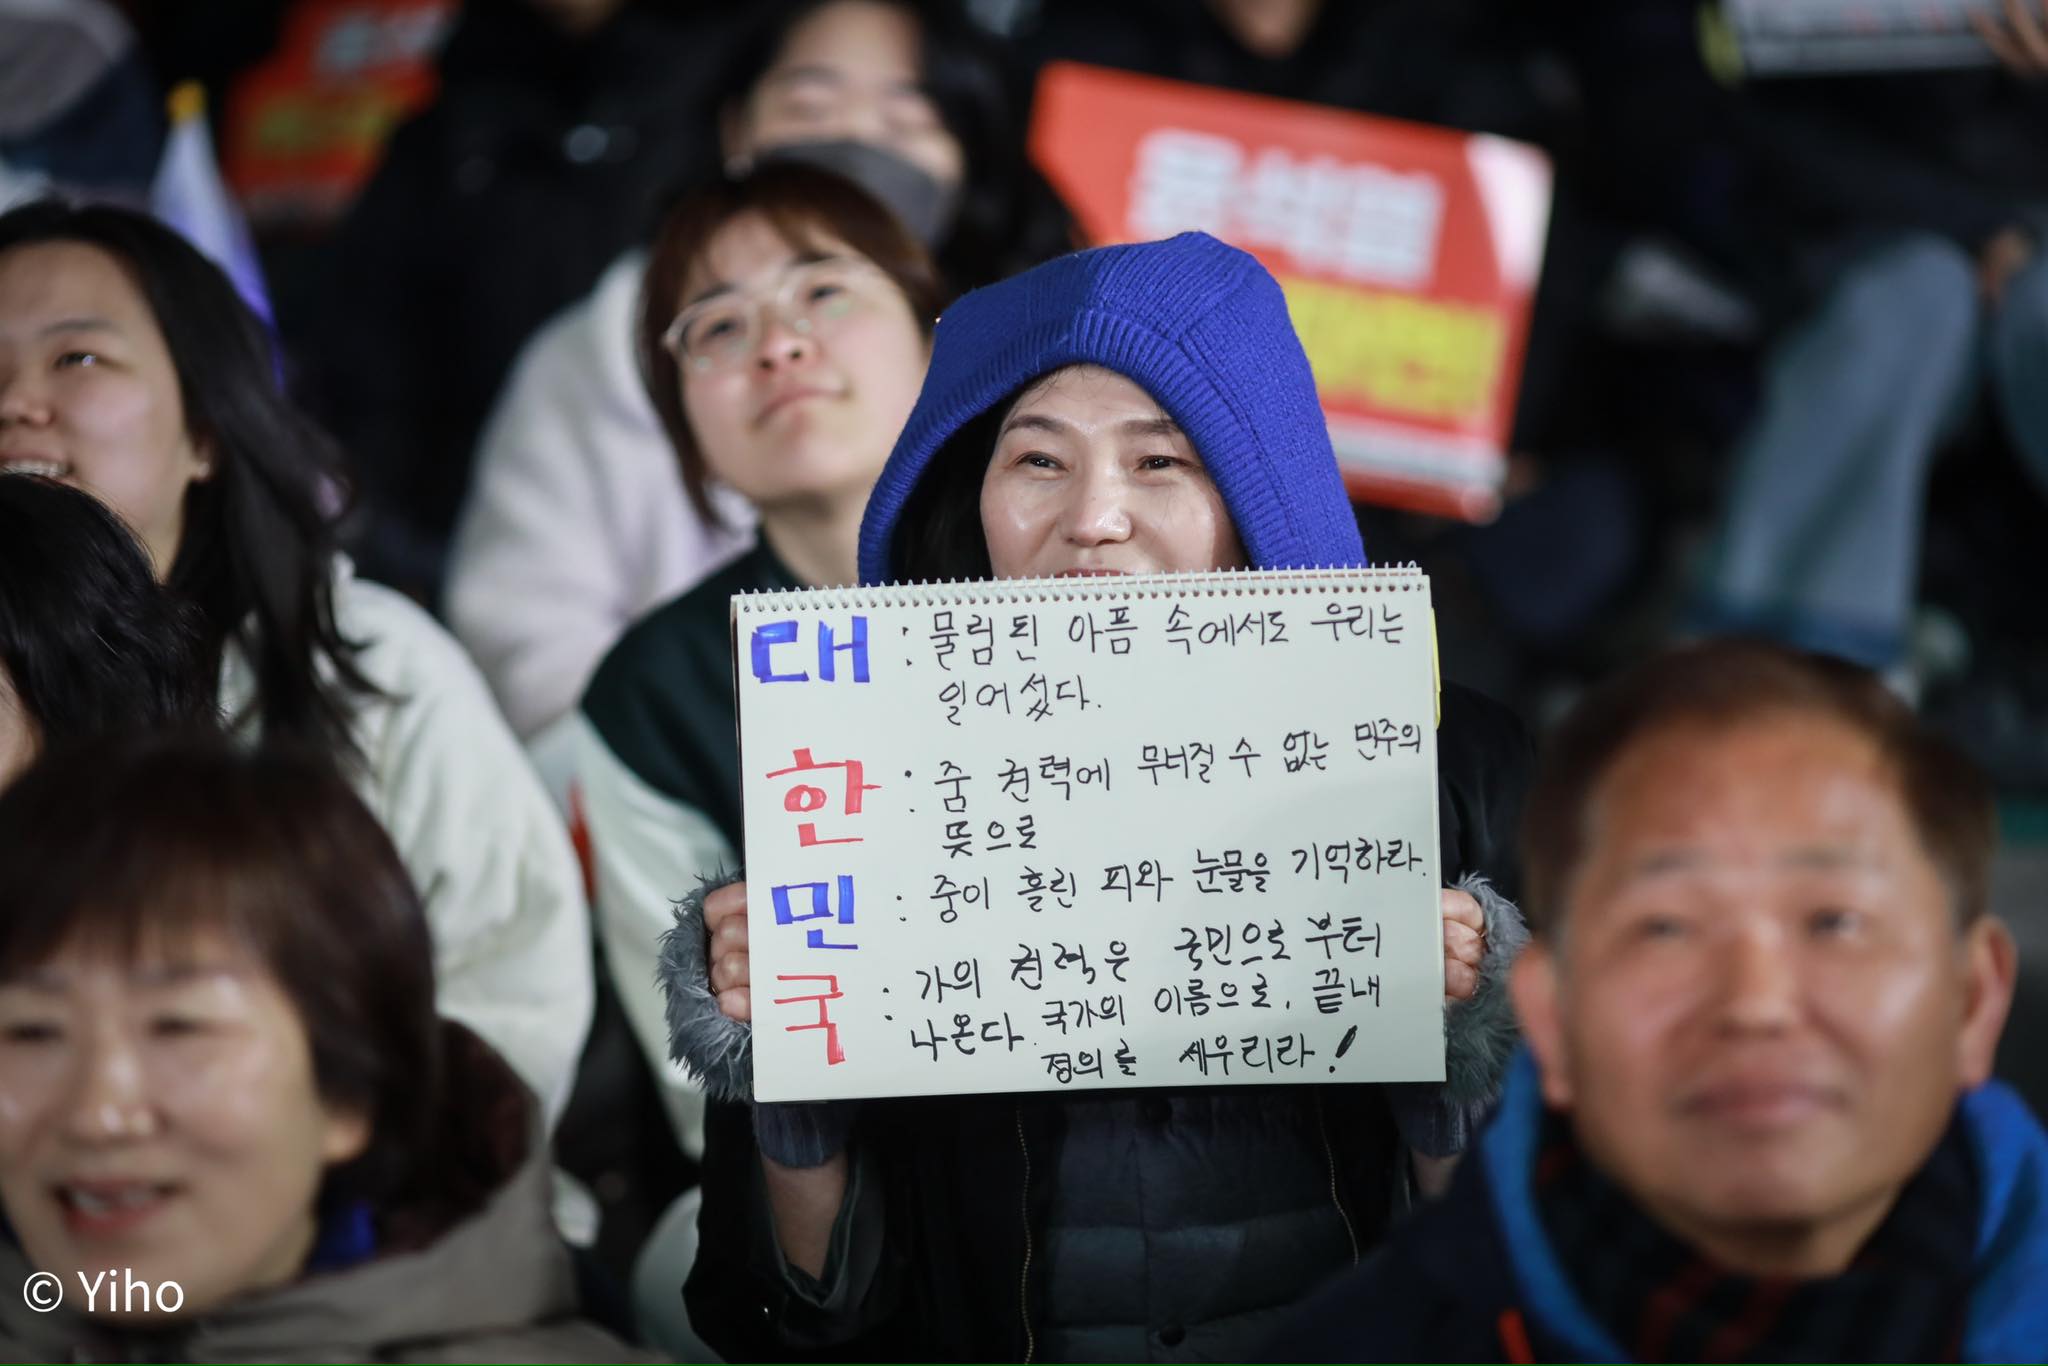 대 : 물림된 아픔 속에서도 우리는
일어섰다.
한 : 줌 권력에 무너질 수 없는 민주의
뜻으로
민 : 중이 흘린 피와 눈물을 기억하라.
국 : 가의 권력은 국민으로부터
나온다. 국가의 이름으로, 끝내
정의를 세우리라!
윤석열
© Yiho